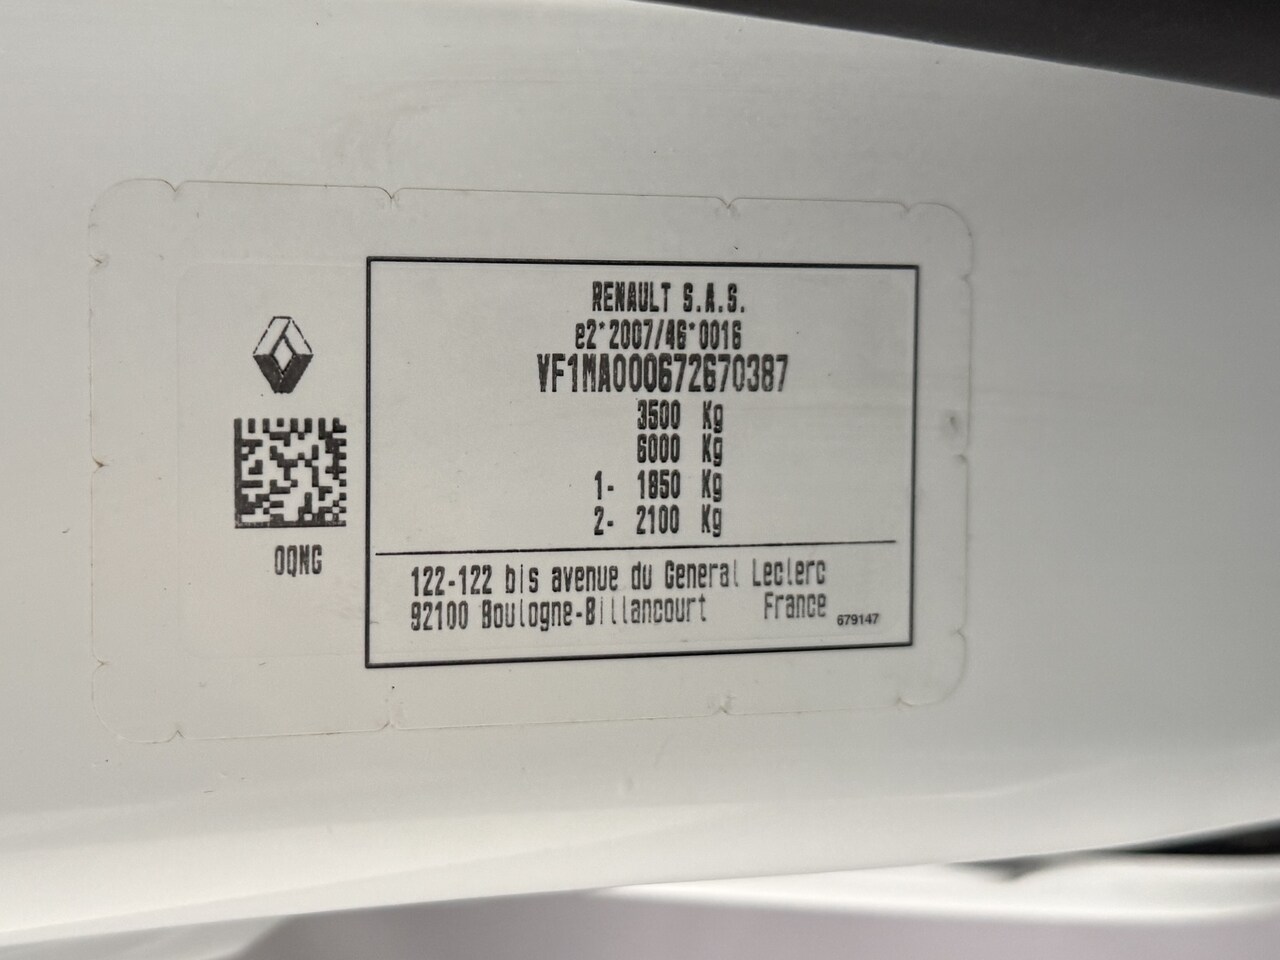 RENAULT S.A.S.
e2*2007/46*0016
VF1MA000672670387
3500 Kg
6000 Kg
1- 1850 Kg
2- 2100 Kg
0QNG
122-122 bis avenue du General Leclerc
92100 Boulogne-Billancourt France
679147